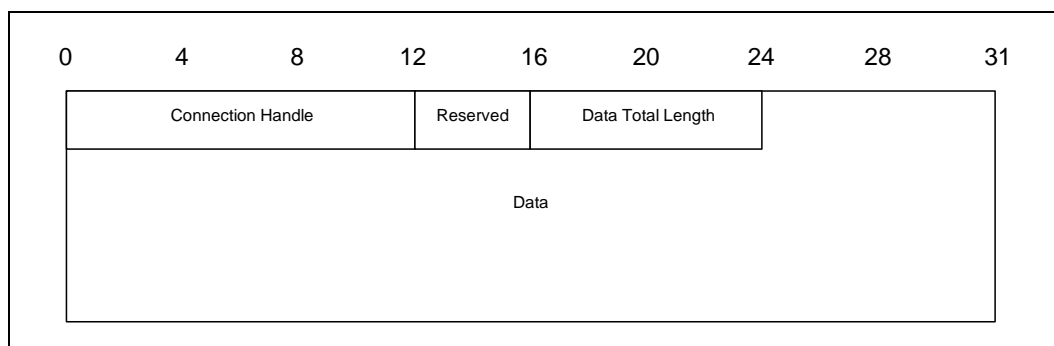 0 4 8 12 16 20 24 28 31
Connection Handle Reserved Data Total Length
Data